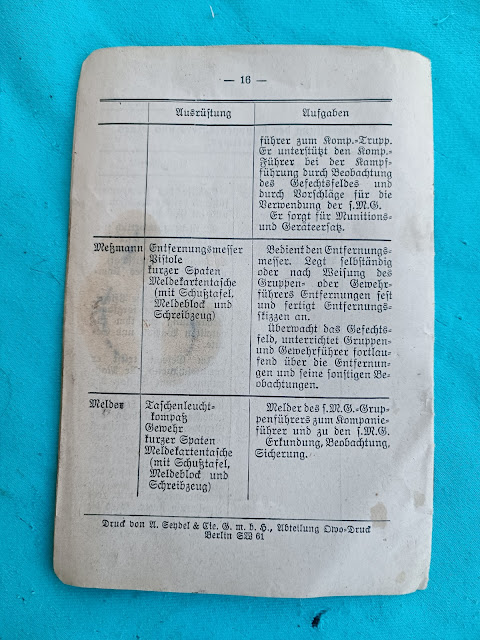 — 16 —
Ausrüstung Aufgaben
führer zum Komp.-Trupp.
Er unterstützt den Komp.-
Führer bei der Kampf-
führung durch Beobachtung
des Gefechtsfeldes und
durch Vorschläge für die
Verwendung der s.M.G.
Er sorgt für Munitions-
und Geräteersatz.
Meßmann
Entfernungsmesser
Pistole
kurzer Spaten
Meldekartentasche
(mit Schußtafel,
Meldeblock und
Schreibzeug)
Bedient den Entfernungs-
messer. Legt selbständig
oder nach Weisung des
Gruppen- oder Gewehr-
führers Entfernungen fest
und fertigt Entfernungs-
skizzen an.
Überwacht das Gefechts-
feld, unterrichtet Gruppen-
und Gewehrführer fortlau-
fend über die Entfernun-
gen und seine sonstigen Be-
obachtungen.
Melder
Taschenleucht-
kompaß
Gewehr
kurzer Spaten
Meldekartentasche
(mit Schußtafel,
Meldeblock und
Schreibzeug)
Melder des s.M.G.-Grup-
penführers zum Kompanie-
führer und zu den s.M.G.
Erkundung, Beobachtung,
Sicherung.
Druck von A. Seydel & Cie. G. m. b. H., Abteilung Owo-Druck
Berlin SW 61